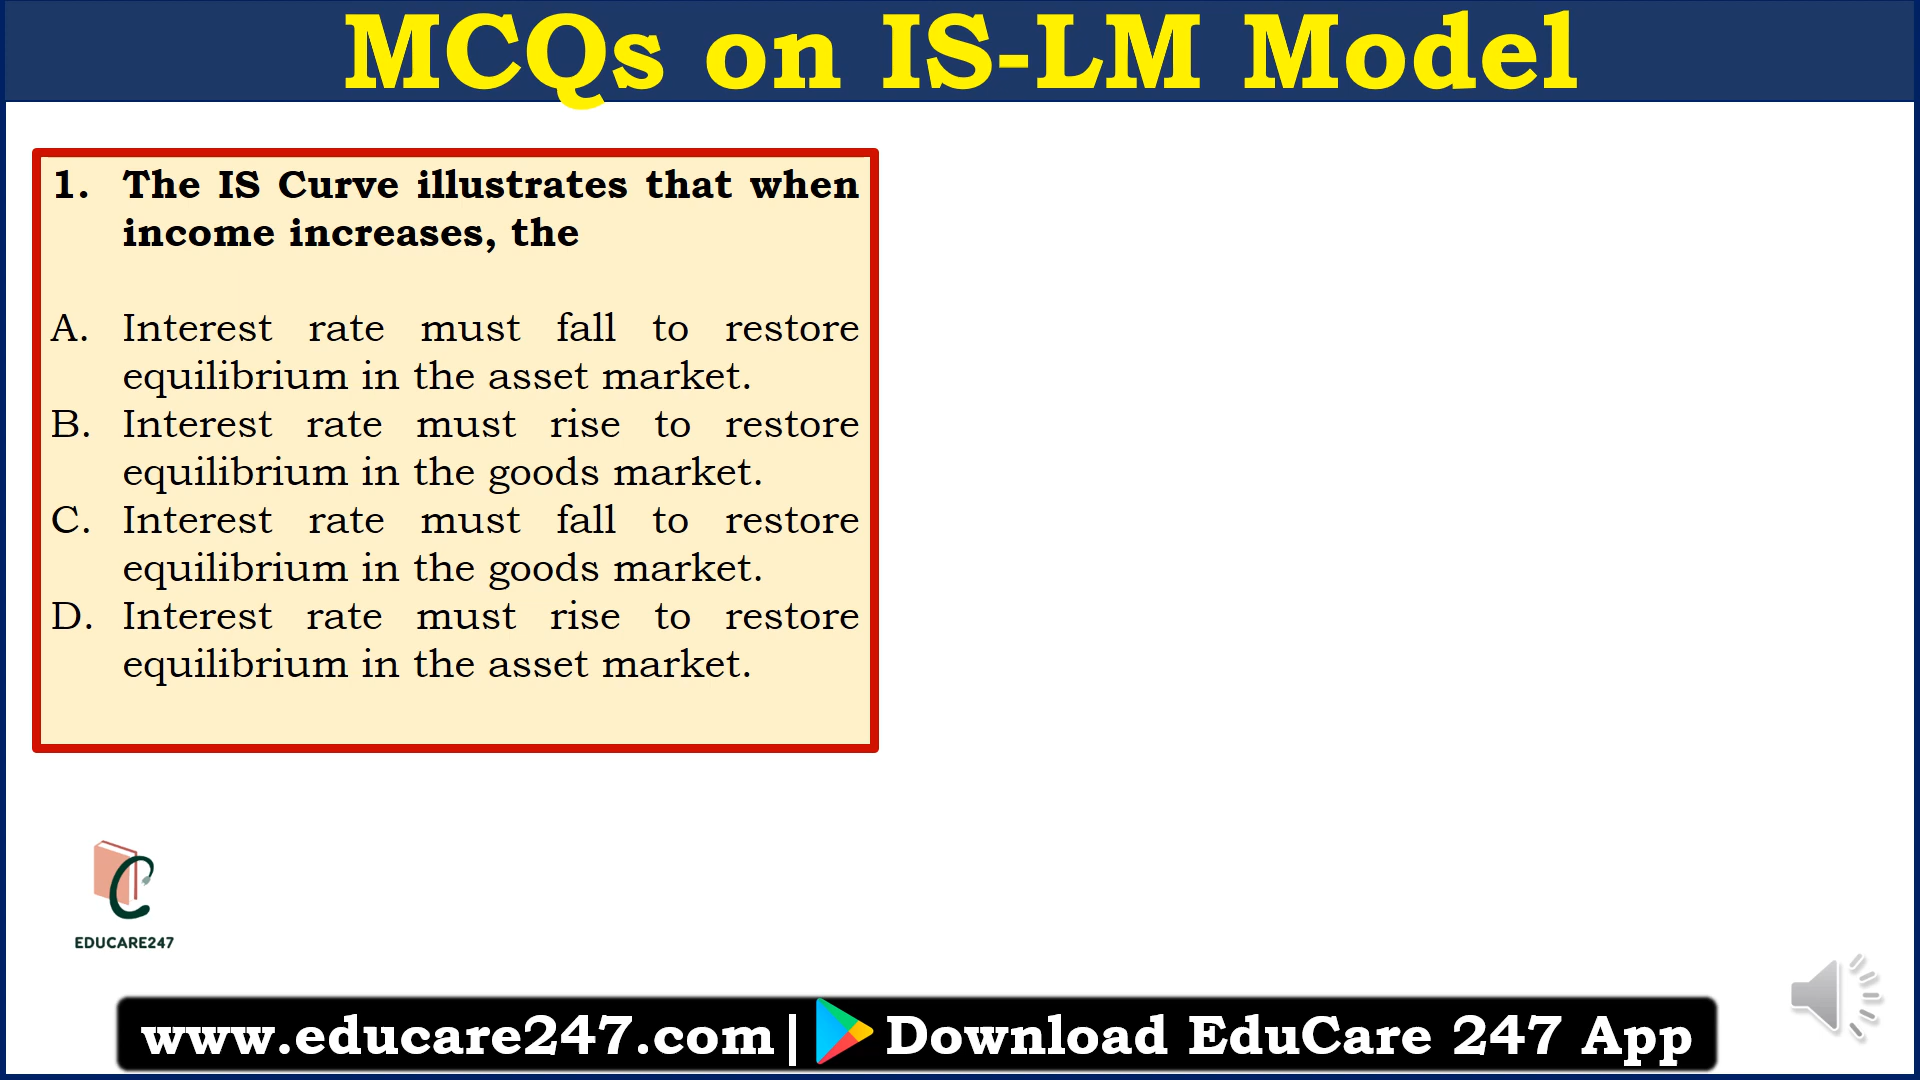 MCQs on IS-LM Model
1. The IS Curve illustrates that when
income increases, the
A. Interest rate must fall to restore
equilibrium in the asset market.
B. Interest rate must rise to restore
equilibrium in the goods market.
C. Interest rate must fall to restore
equilibrium in the goods market.
D. Interest rate must rise to restore
equilibrium in the asset market.
EDUCARE247
www.educare247.com| Download EduCare 247 App